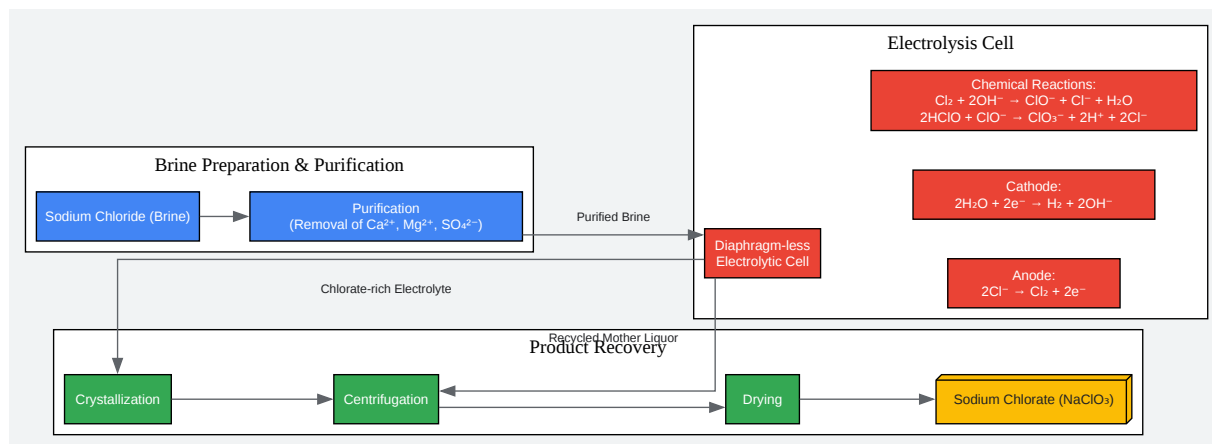 Electrolysis Cell
Chemical Reactions:
Cl₂ + 2OH⁻ → ClO⁻ + Cl⁻ + H₂O
2HClO + ClO⁻ → ClO₃⁻ + 2H⁺ + 2Cl⁻
Brine Preparation & Purification
Sodium Chloride (Brine)
Purification
(Removal of Ca²⁺, Mg²⁺, SO₄²⁻)
Purified Brine
Cathode:
2H₂O + 2e⁻ → H₂ + 2OH⁻
Diaphragm-less
Electrolytic Cell
Anode:
2Cl⁻ → Cl₂ + 2e⁻
Chlorate-rich Electrolyte
Recycled Mother Liquor
Product Recovery
Crystallization
Centrifugation
Drying
Sodium Chlorate (NaClO₃)